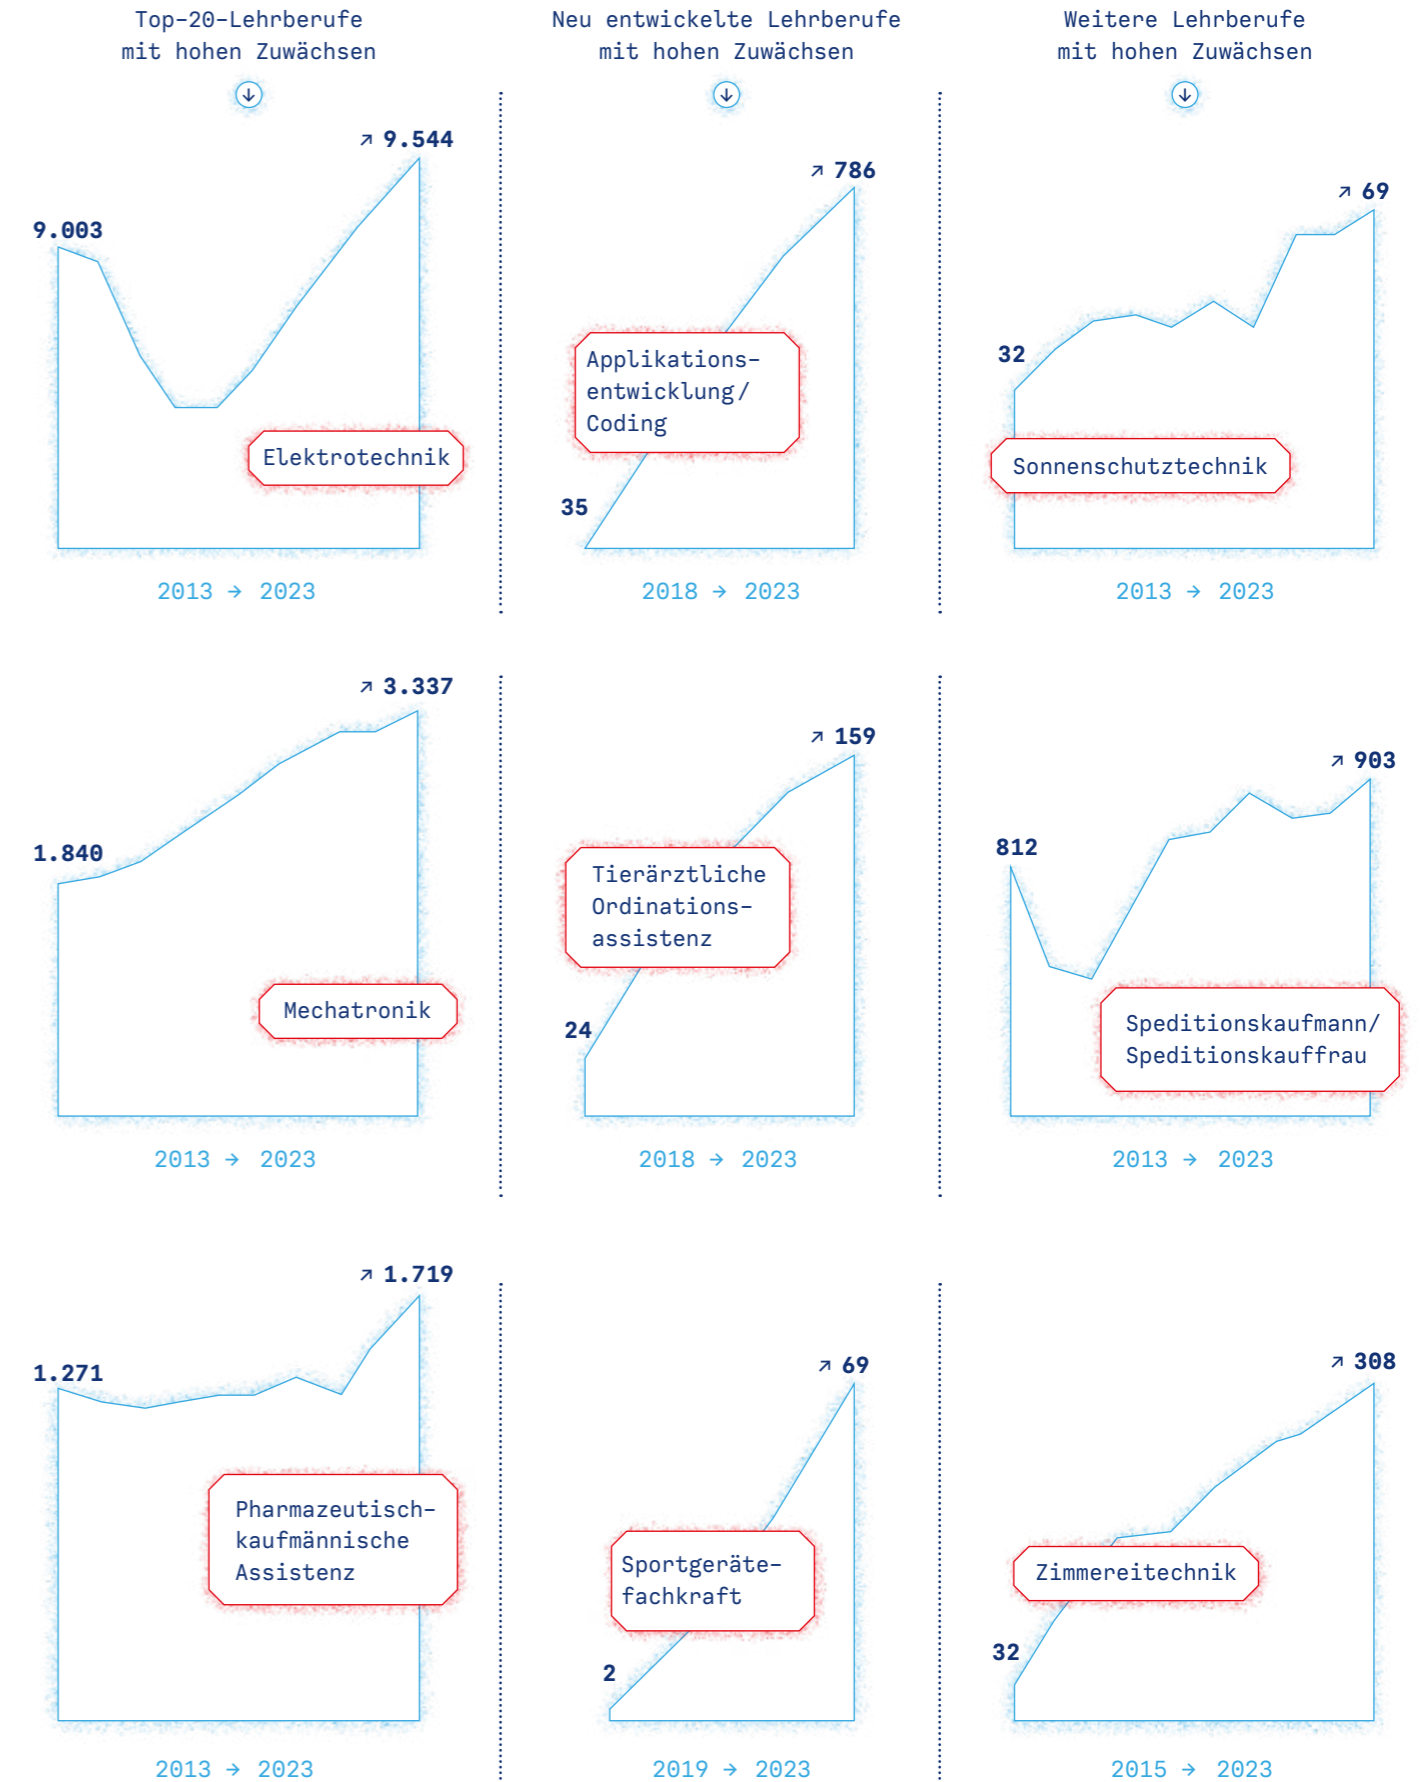 Top-20-Lehrberufe
mit hohen Zuwächsen
Neu entwickelte Lehrberufe
mit hohen Zuwächsen
Weitere Lehrberufe
mit hohen Zuwächsen
9.003
↗ 9.544
Elektrotechnik
2013 → 2023
35
↗ 786
Applikations-
entwicklung/
Coding
2018 → 2023
32
↗ 69
Sonnenschutztechnik
2013 → 2023
1.840
↗ 3.337
Mechatronik
2013 → 2023
24
↗ 159
Tierärztliche
Ordinations-
assistenz
2018 → 2023
812
↗ 903
Speditionskaufmann/
Speditionskauffrau
2013 → 2023
1.271
↗ 1.719
Pharmazeutisch-
kaufmännische
Assistenz
2013 → 2023
2
↗ 69
Sportgeräte-
fachkraft
2019 → 2023
32
↗ 308
Zimmereitechnik
2015 → 2023